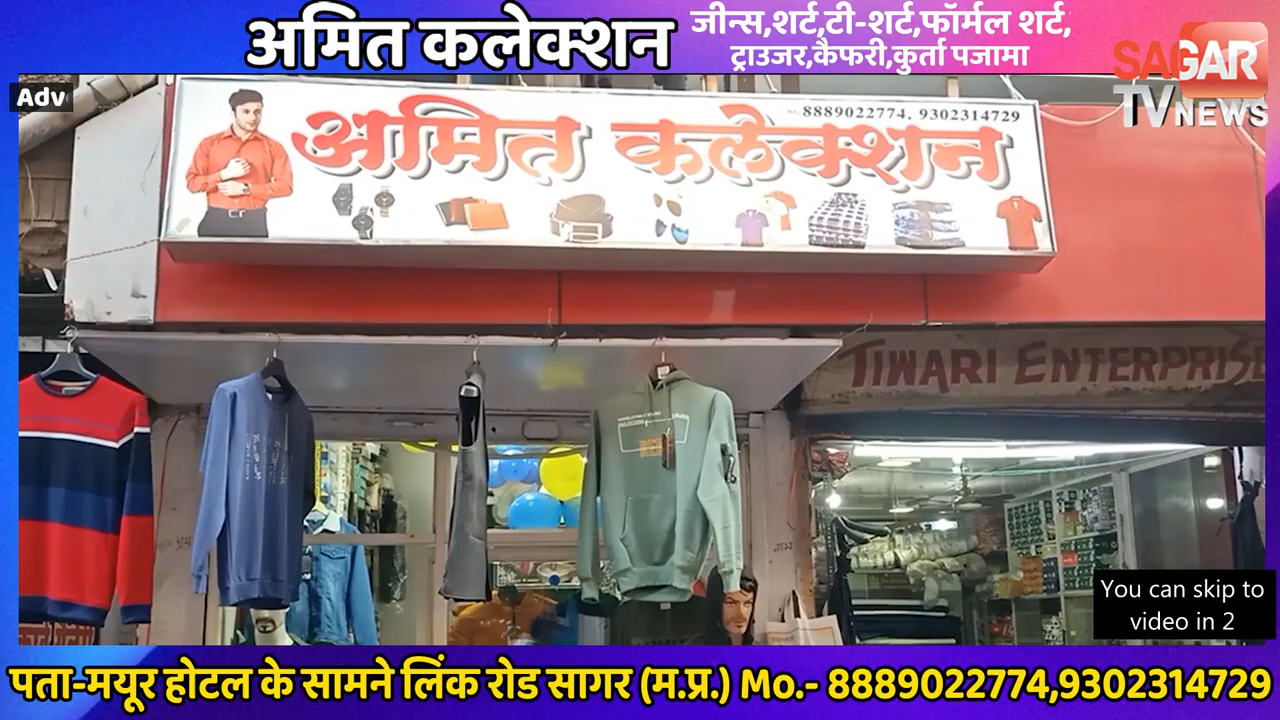 अमित कलेक्शन
जीन्स,शर्ट,टी-शर्ट,फॉर्मल शर्ट,
ट्राउजर,कैफरी,कुर्ता पजामा
SAGAR
TV NEWS
Adv
8889022774, 9302314729
अमित कलेक्शन
TIWARI ENTERPRISE
You can skip to
video in 2
पता-मयूर होटल के सामने लिंक रोड सागर (म.प्र.) Mo.- 8889022774,9302314729